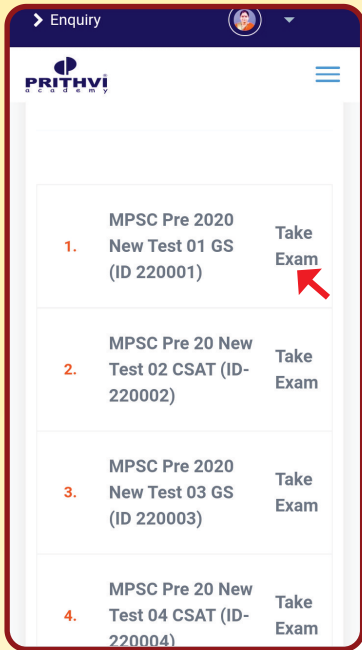 Enquiry
PRITHVi
academy
1. MPSC Pre 2020 New Test 01 GS (ID 220001) Take Exam
2. MPSC Pre 20 New Test 02 CSAT (ID-220002) Take Exam
3. MPSC Pre 2020 New Test 03 GS (ID 220003) Take Exam
4. MPSC Pre 20 New Test 04 CSAT (ID-220004) Take Exam